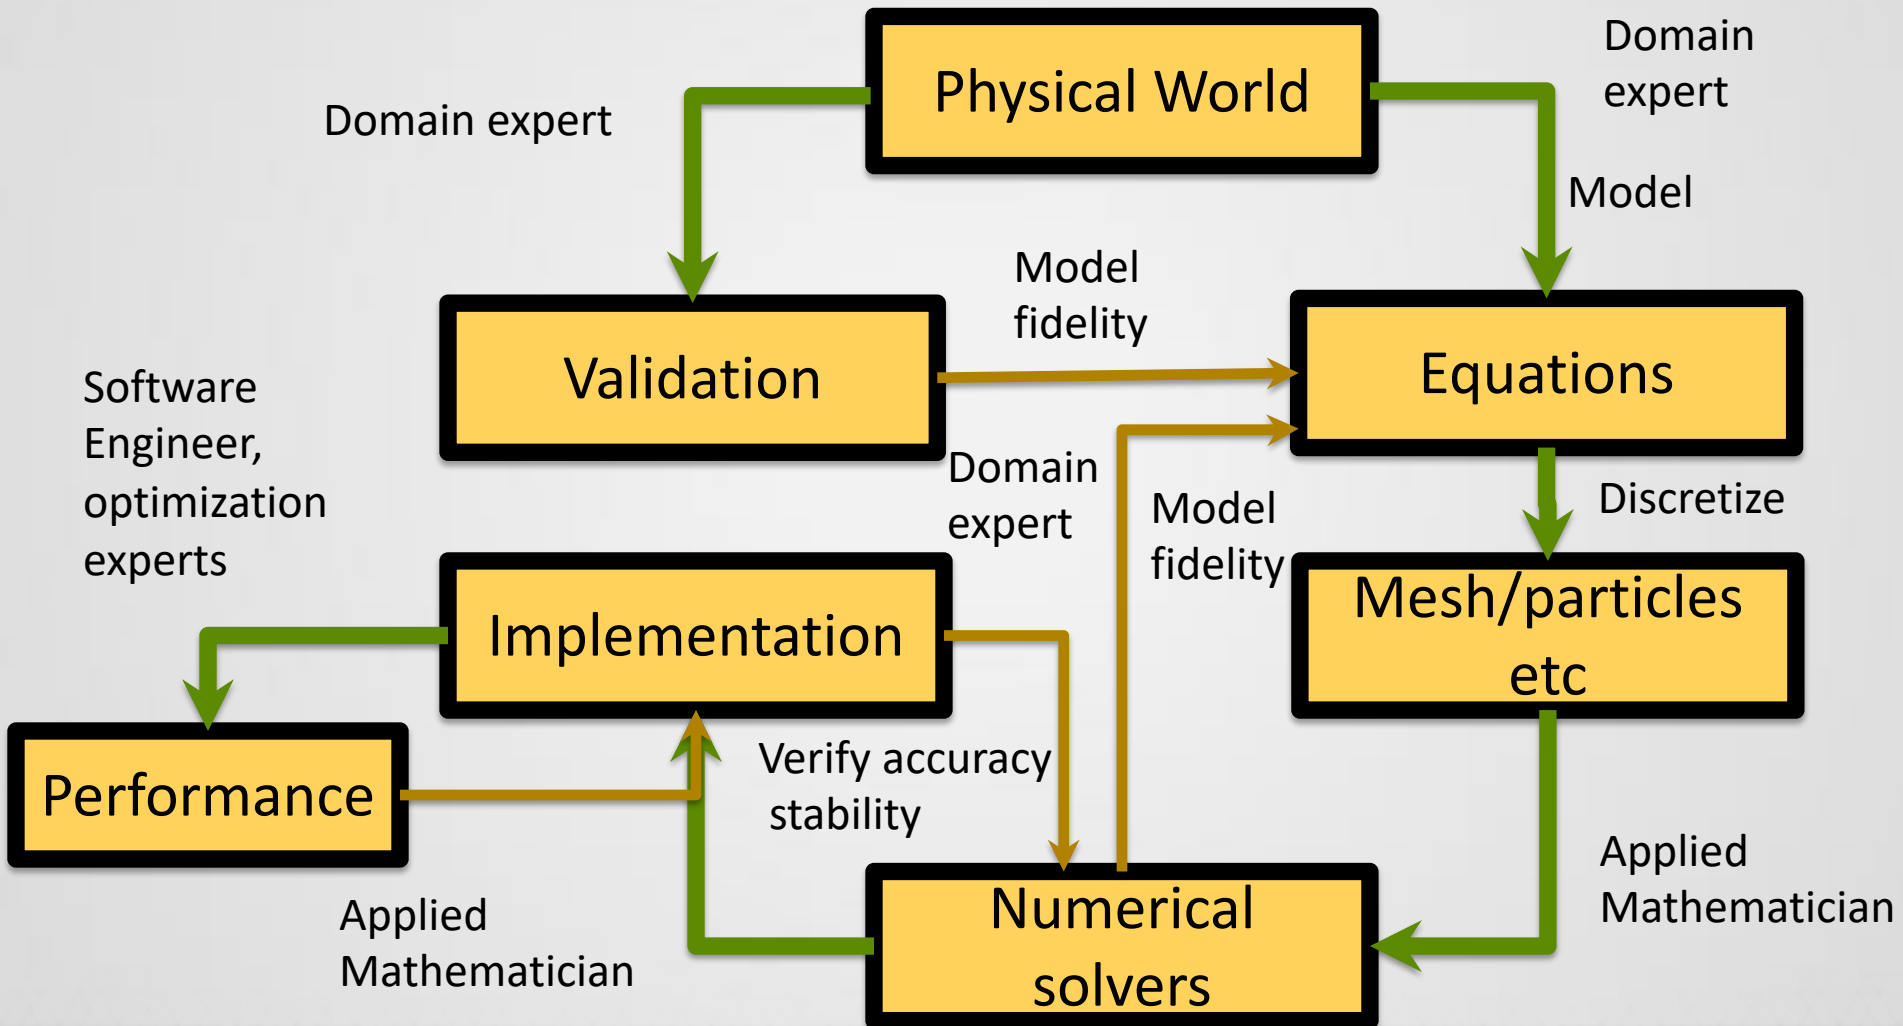 Physical World
Domain
expert
Domain expert
Model
Model
fidelity
Validation
Equations
Software
Engineer,
optimization
experts
Domain
expert
Model
fidelity
Discretize
Implementation
Mesh/particles
etc
Performance
Verify accuracy
stability
Applied
Mathematician
Applied
Mathematician
Numerical
solvers